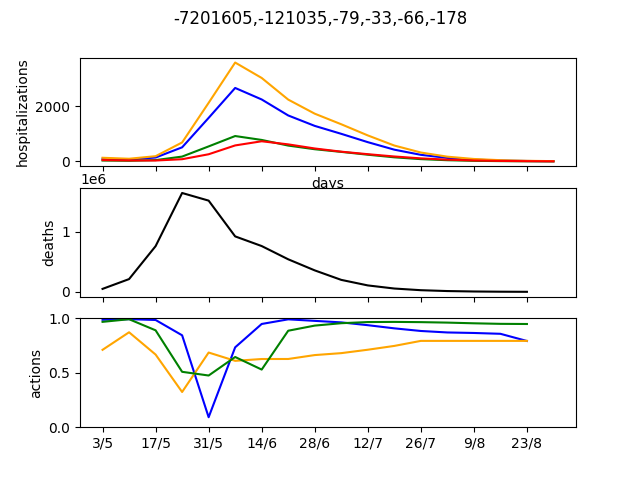 -7201605,-121035,-79,-33,-66,-178
hospitalizations
2000
0
days
1e6
deaths
1
0
actions
1.0
0.5
0.0
3/5 17/5 31/5 14/6 28/6 12/7 26/7 9/8 23/8